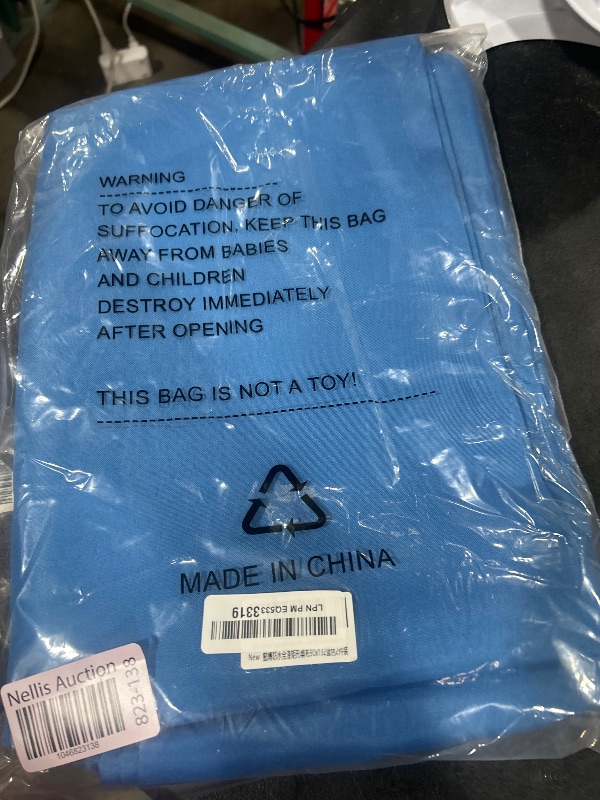 WARNING
TO AVOID DANGER OF
SUFFOCATION, KEEP THIS BAG
AWAY FROM BABIES
AND CHILDREN
DESTROY IMMEDIATELY
AFTER OPENING
THIS BAG IS NOT A TOY!
MADE IN CHINA
LPN PM EQ5333319
New
Nellis Auction
823-138
1046823138